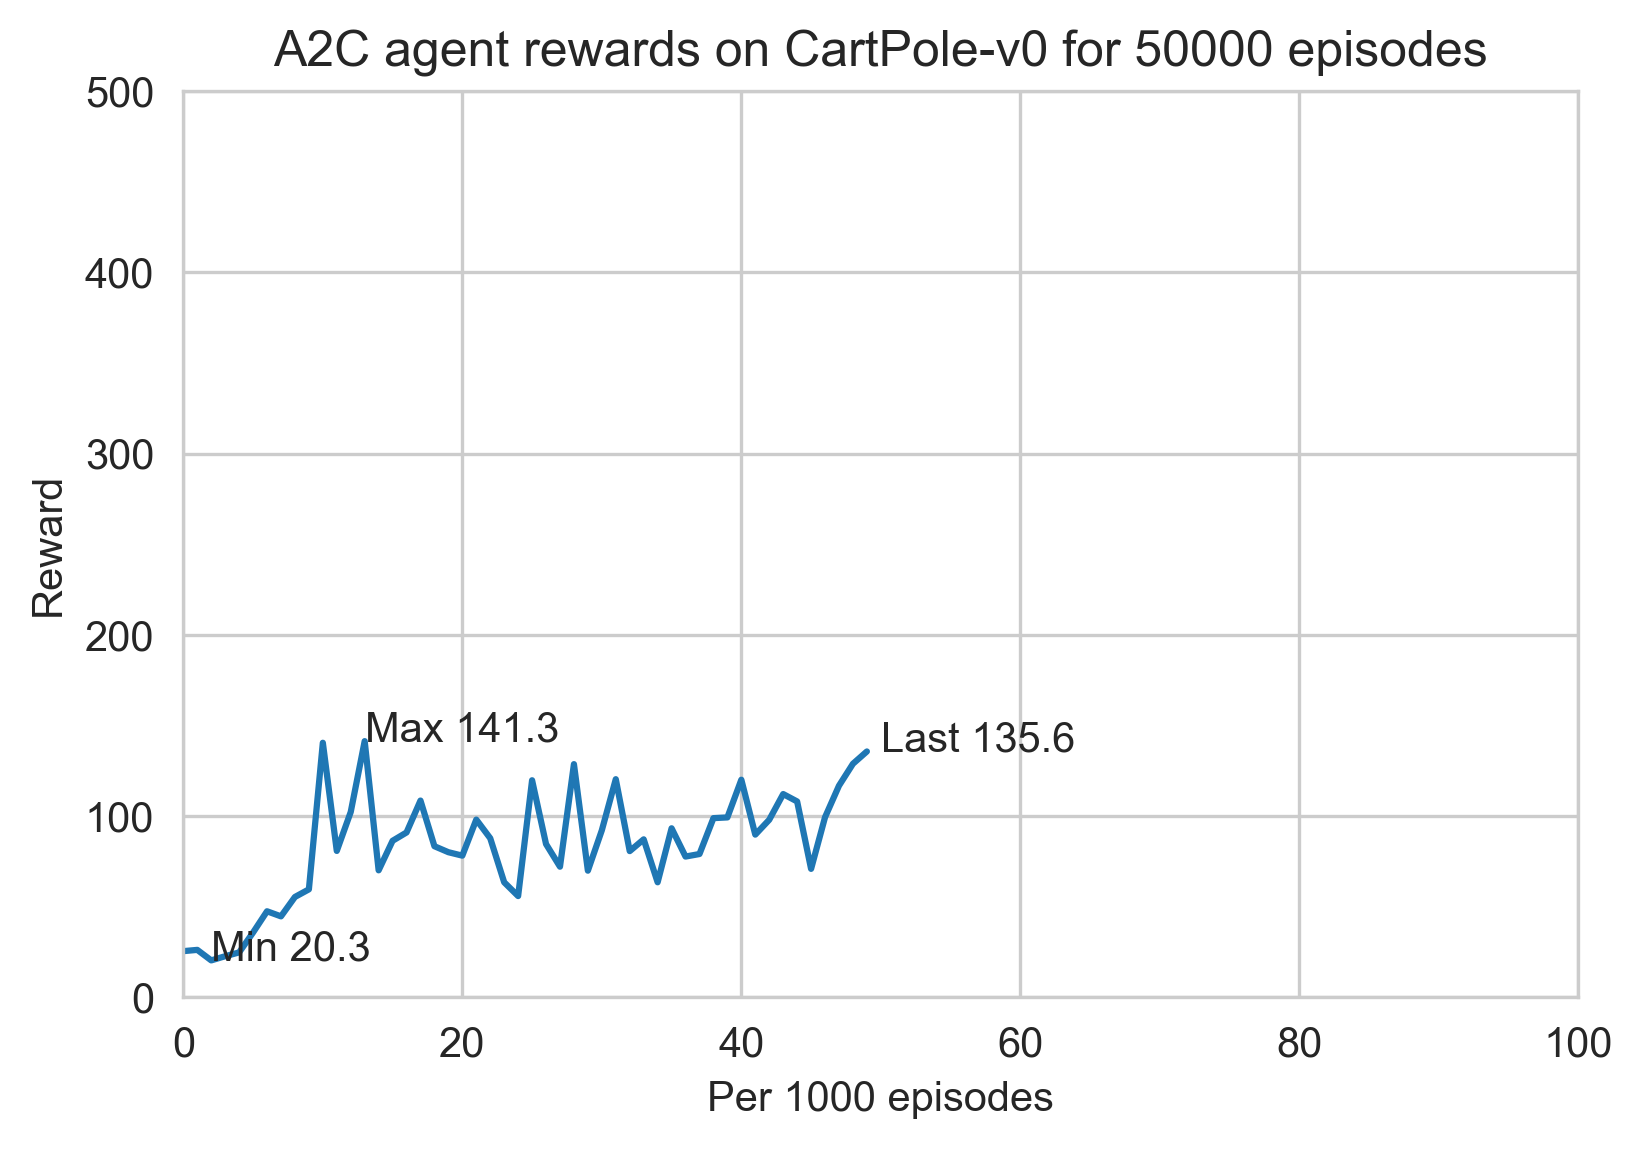 A2C agent rewards on CartPole-v0 for 50000 episodes
500
400
300
200
100
0
Reward
Max 141.3
Last 135.6
Min 20.3
0 20 40 60 80 100
Per 1000 episodes